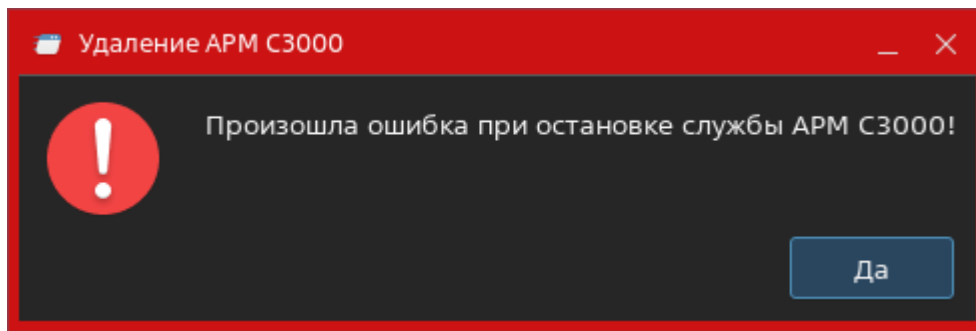 Удаление АРМ С3000
Произошла ошибка при остановке службы АРМ С3000!
Да